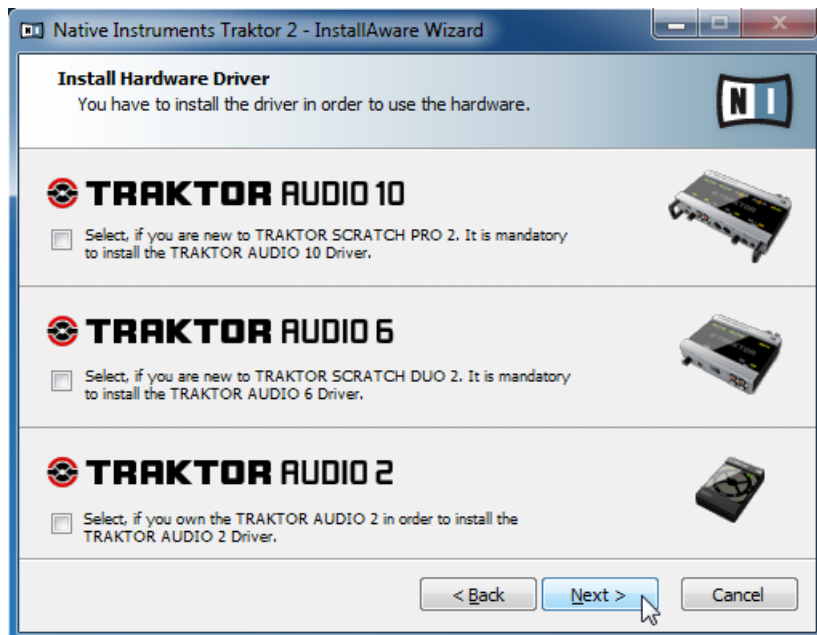 Native Instruments Traktor 2 - InstallAware Wizard
Install Hardware Driver
You have to install the driver in order to use the hardware.
N I
TRAKTOR AUDIO 10
Select, if you are new to TRAKTOR SCRATCH PRO 2. It is mandatory
to install the TRAKTOR AUDIO 10 Driver.
TRAKTOR AUDIO 6
Select, if you are new to TRAKTOR SCRATCH DUO 2. It is mandatory
to install the TRAKTOR AUDIO 6 Driver.
TRAKTOR AUDIO 2
Select, if you own the TRAKTOR AUDIO 2 in order to install the
TRAKTOR AUDIO 2 Driver.
< Back Next > Cancel